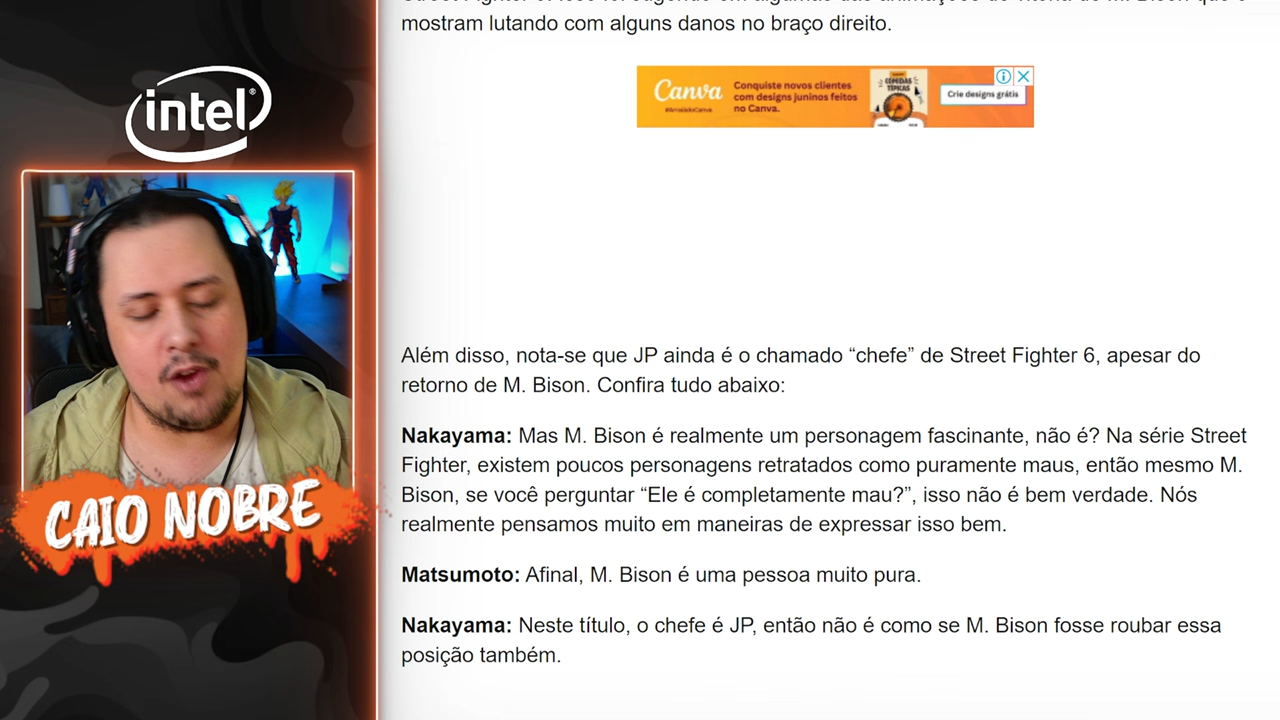 mostram lutando com alguns danos no braço direito.
intel®
Canva
#ArraiádoCanva
Conquiste novos clientes
com designs juninos feitos
no Canva.
COMIDAS
TÍPICAS
Crie designs grátis
Além disso, nota-se que JP ainda é o chamado “chefe” de Street Fighter 6, apesar do
retorno de M. Bison. Confira tudo abaixo:
Nakayama: Mas M. Bison é realmente um personagem fascinante, não é? Na série Street
Fighter, existem poucos personagens retratados como puramente maus, então mesmo M.
Bison, se você perguntar “Ele é completamente mau?”, isso não é bem verdade. Nós
realmente pensamos muito em maneiras de expressar isso bem.
Matsumoto: Afinal, M. Bison é uma pessoa muito pura.
Nakayama: Neste título, o chefe é JP, então não é como se M. Bison fosse roubar essa
posição também.
CAIO NOBRE